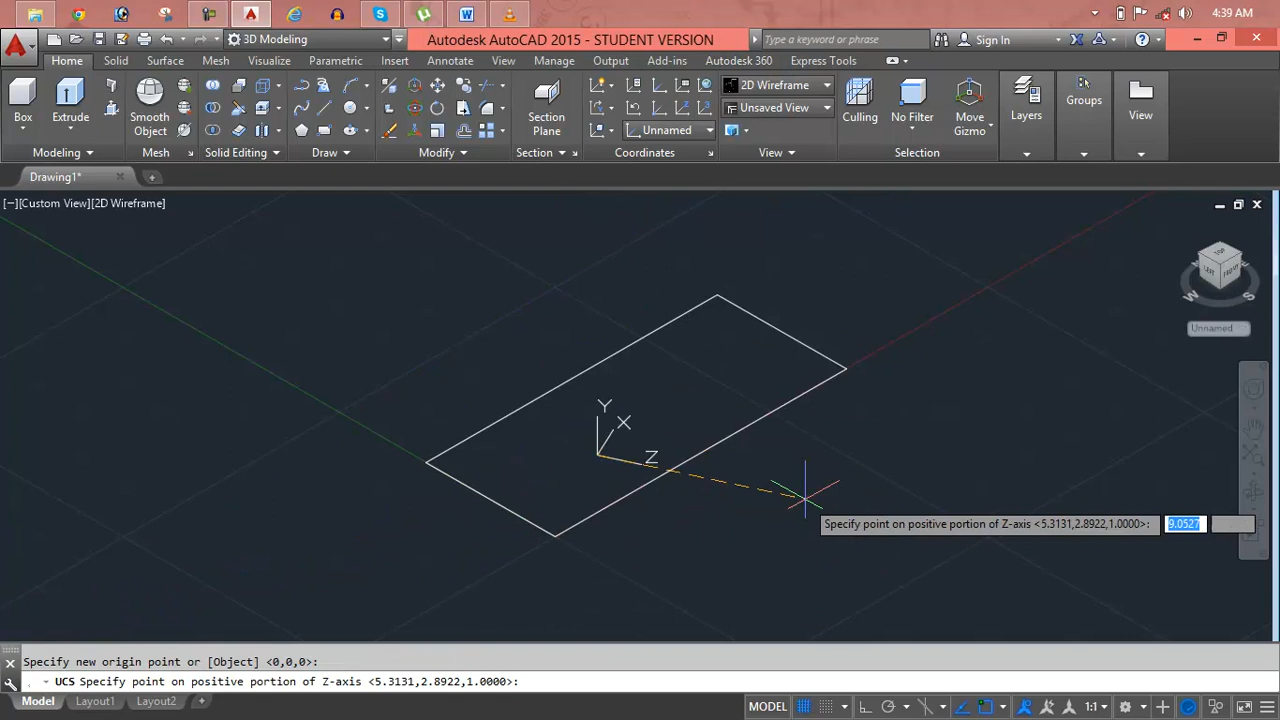 4:39 AM
3D Modeling
Autodesk AutoCAD 2015 - STUDENT VERSION
Type a keyword or phrase
Sign In
Home Solid Surface Mesh Visualize Parametric Insert Annotate View Manage Output Add-ins Autodesk 360 Express Tools
Box
Extrude
Smooth
Object
Section
Plane
2D Wireframe
Unsaved View
Unnamed
Culling
No Filter
Move
Gizmo
Layers
Groups
View
Modeling
Mesh
Solid Editing
Draw
Modify
Section
Coordinates
View
Selection
Drawing1*
[−][Custom View][2D Wireframe]
TOP
LEFT
FRONT
W
S
Unnamed
Y
X
Z
Specify point on positive portion of Z-axis <5.3131,2.8922,1.0000>: 9.0527
Specify new origin point or [Object] <0,0,0>:
UCS Specify point on positive portion of Z-axis <5.3131,2.8922,1.0000>:
Model Layout1 Layout2
MODEL
1:1